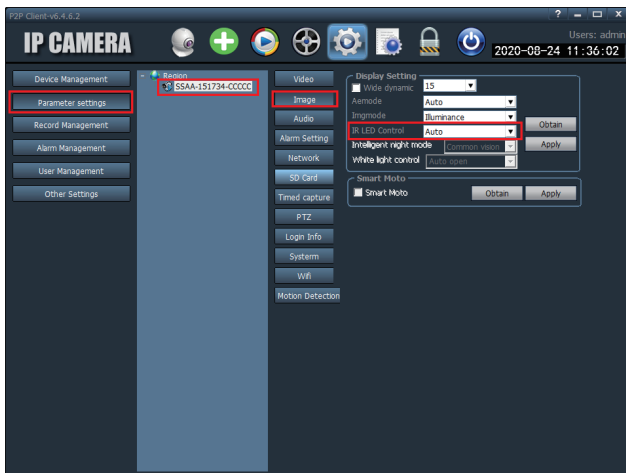 P2P Client-v6.4.6.2
IP CAMERA
Users: admin
2020-08-24 11:36:02
Device Management
Parameter settings
Record Management
Alarm Management
User Management
Other Settings
Region
SSAA-151734-CCCCC
Video
Image
Audio
Alarm Setting
Network
SD Card
Timed capture
PTZ
Login Info
Systerm
Wifi
Motion Detection
Display Setting
Wide dynamic 15
Aemode Auto
Imgmode Illuminance
IR LED Control Auto
Obtain
Intelligent night mode Common vision
Apply
White light control Auto open
Smart Moto
Smart Moto Obtain Apply